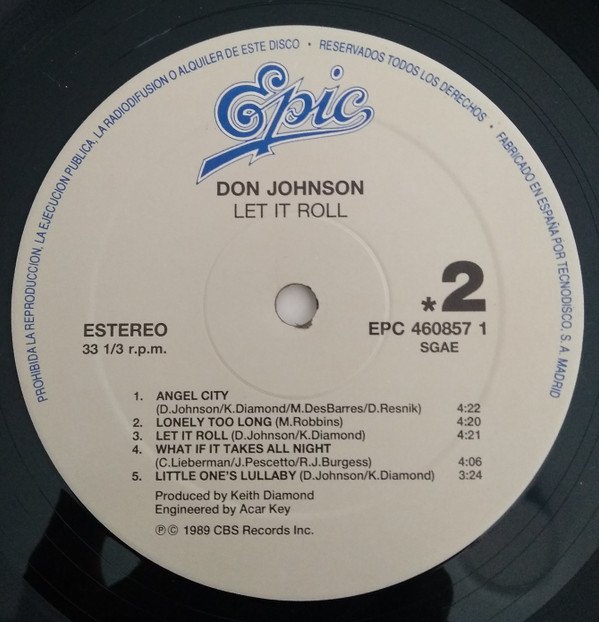 PROHIBIDA LA REPRODUCCION, LA EJECUCION PUBLICA, LA RADIODIFUSION O ALQUILER DE ESTE DISCO • RESERVADOS TODOS LOS DERECHOS • FABRICADO EN ESPAÑA POR TECNODISCO, S. A. MADRID
Epic
DON JOHNSON
LET IT ROLL
*2
ESTEREO
33 1/3 r.p.m.
EPC 460857 1
SGAE
1. ANGEL CITY
(D.Johnson/K.Diamond/M.DesBarres/D.Resnik) 4:22
2. LONELY TOO LONG (M.Robbins) 4:20
3. LET IT ROLL (D.Johnson/K.Diamond) 4:21
4. WHAT IF IT TAKES ALL NIGHT
(C.Lieberman/J.Pescetto/R.J.Burgess) 4:06
5. LITTLE ONE'S LULLABY (D.Johnson/K.Diamond) 3:24
Produced by Keith Diamond
Engineered by Acar Key
℗ © 1989 CBS Records Inc.